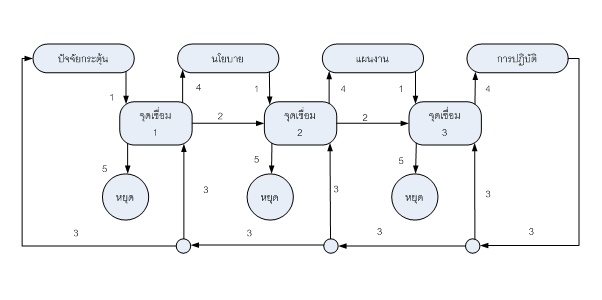 ปัจจัยกระตุ้น นโยบาย แผนงาน การปฏิบัติ
1 4 1 4 1 4
จุดเชื่อม 2 จุดเชื่อม 2 จุดเชื่อม
1 2 3
5 5 5
หยุด 3 หยุด 3 หยุด 3
3 3 3 3